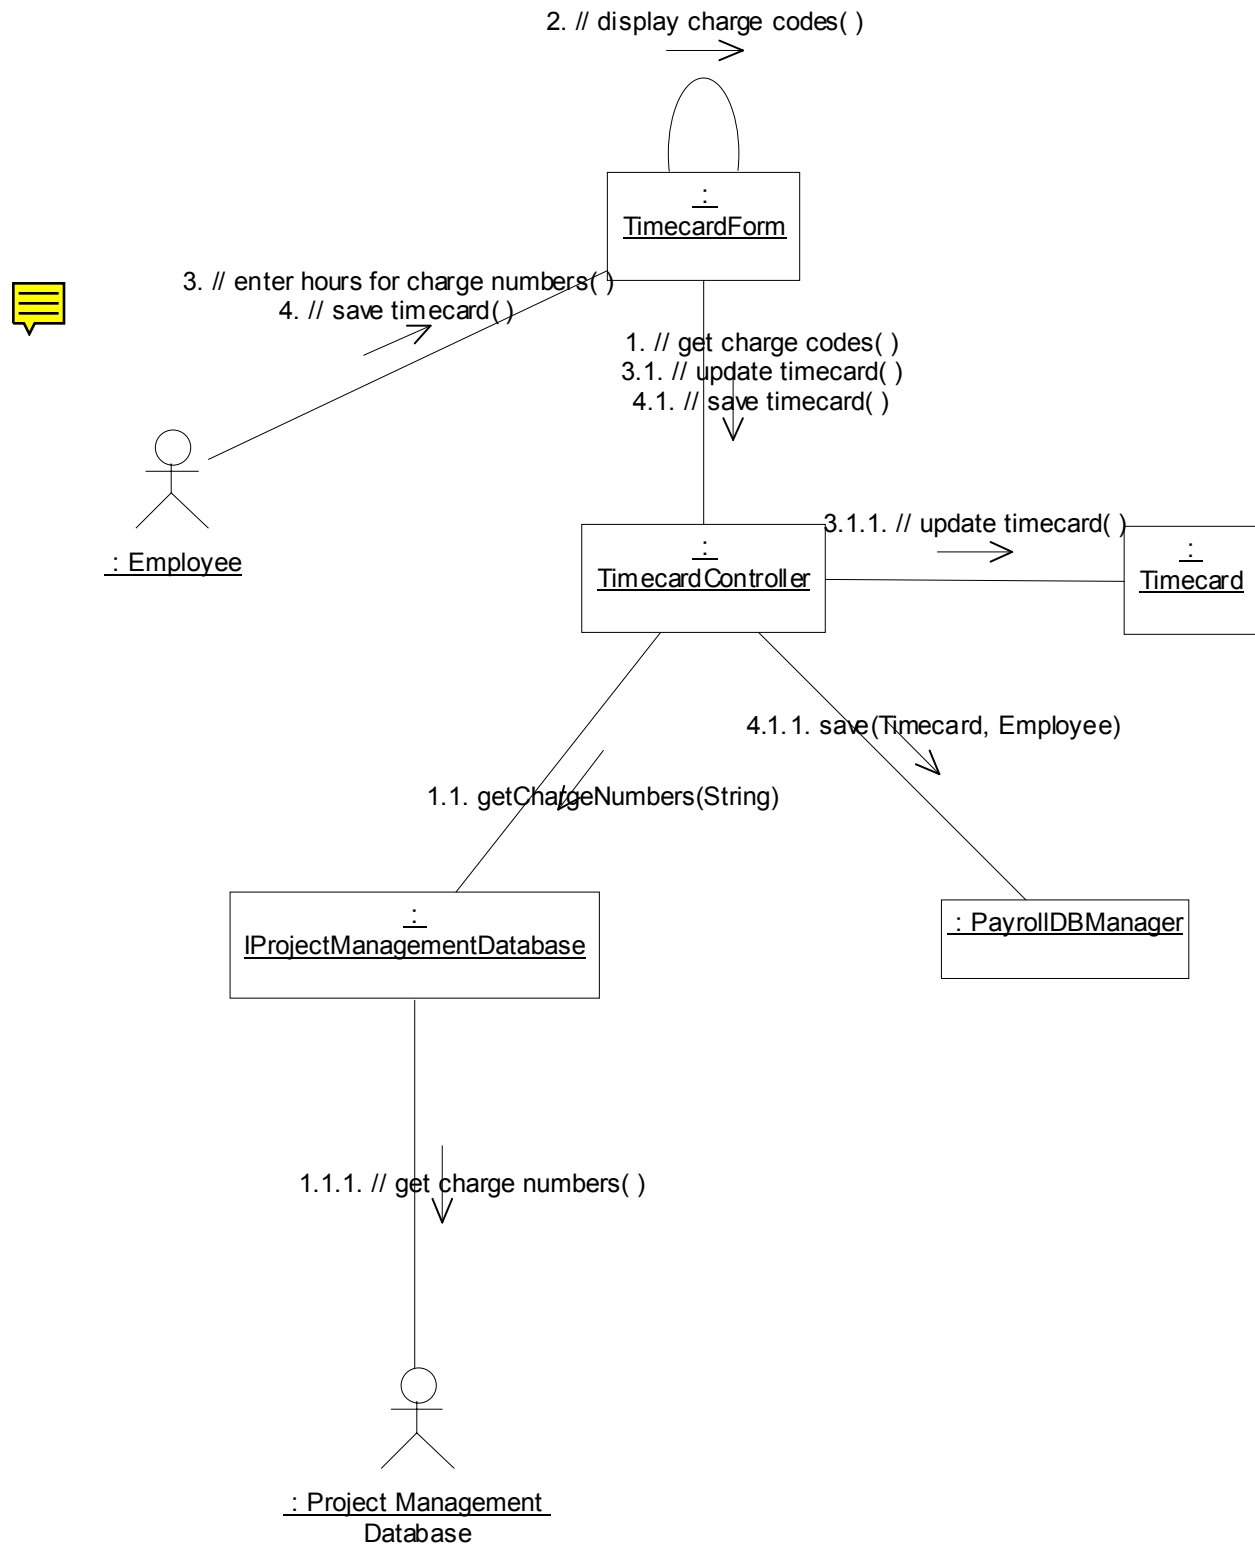 2. // display charge codes( )
:
TimecardForm
3. // enter hours for charge numbers( )
4. // save timecard( )
1. // get charge codes( )
3.1. // update timecard( )
4.1. // save timecard( )
: Employee
:
TimecardController
3.1.1. // update timecard( )
:
Timecard
4.1.1. save(Timecard, Employee)
1.1. getChargeNumbers(String)
:
IProjectManagementDatabase
: PayrollDBManager
1.1.1. // get charge numbers( )
: Project Management
Database